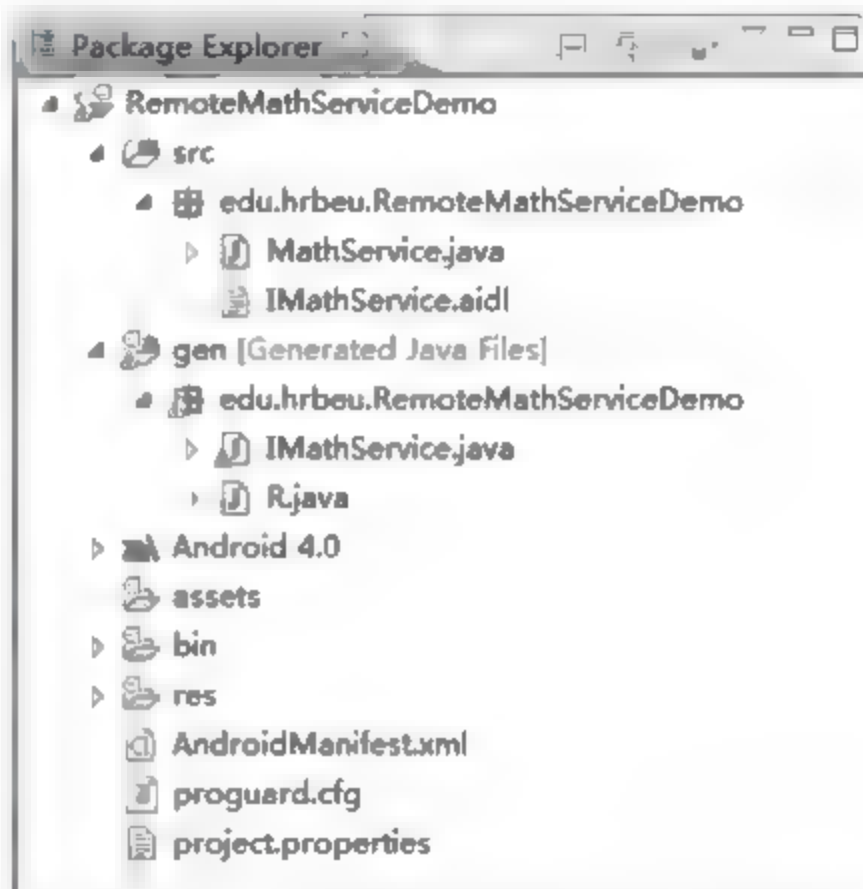 Package Explorer
RemoteMathServiceDemo
src
edu.hrbeu.RemoteMathServiceDemo
MathService.java
IMathService.aidl
gen [Generated Java Files]
edu.hrbeu.RemoteMathServiceDemo
IMathService.java
R.java
Android 4.0
assets
bin
res
AndroidManifest.xml
proguard.cfg
project.properties